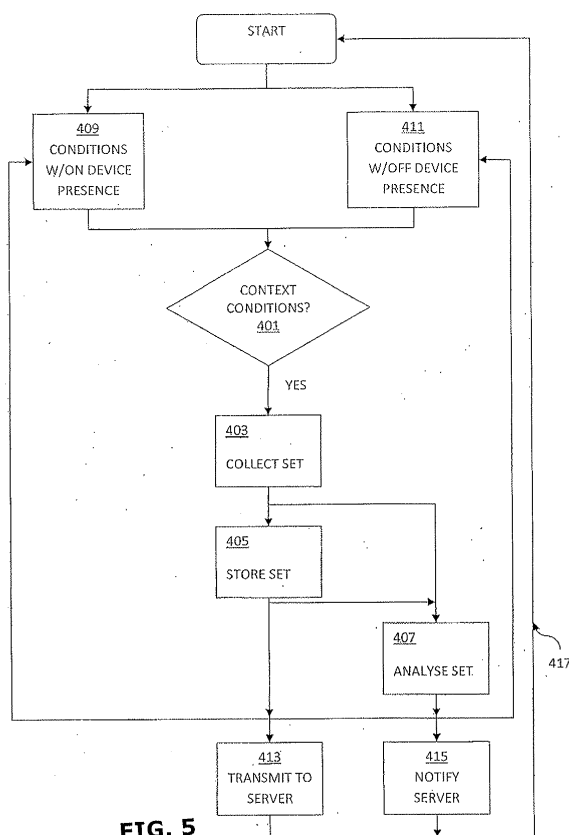 START
409
CONDITIONS
W/ON DEVICE
PRESENCE
411
CONDITIONS
W/OFF DEVICE
PRESENCE
CONTEXT
CONDITIONS?
401
YES
403
COLLECT SET
405
STORE SET
407
ANALYSE SET
417
413
TRANSMIT TO
SERVER
415
NOTIFY
SERVER
FIG. 5